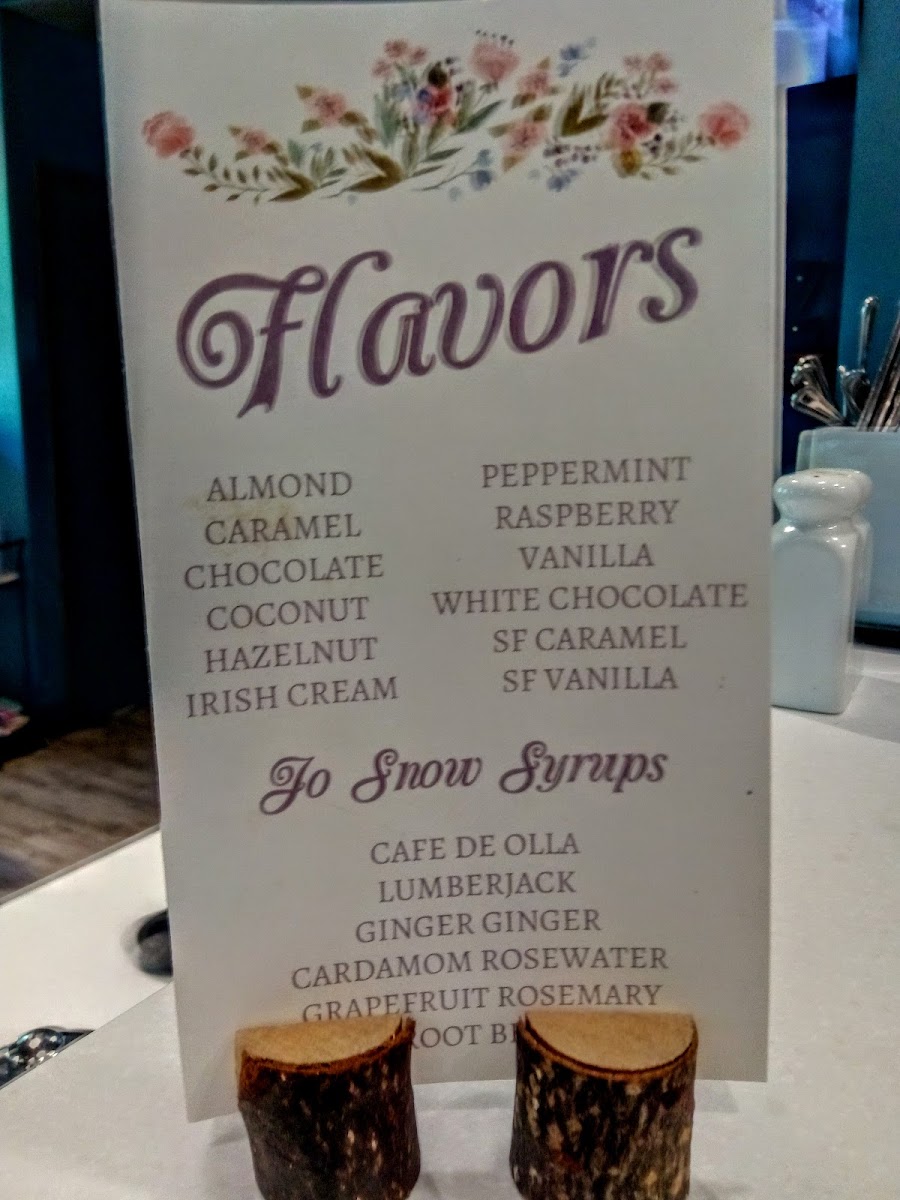 Flavors
ALMOND
CARAMEL
CHOCOLATE
COCONUT
HAZELNUT
IRISH CREAM
PEPPERMINT
RASPBERRY
VANILLA
WHITE CHOCOLATE
SF CARAMEL
SF VANILLA
Jo Snow Syrups
CAFE DE OLLA
LUMBERJACK
GINGER GINGER
CARDAMOM ROSEWATER
GRAPEFRUIT ROSEMARY
ROOT